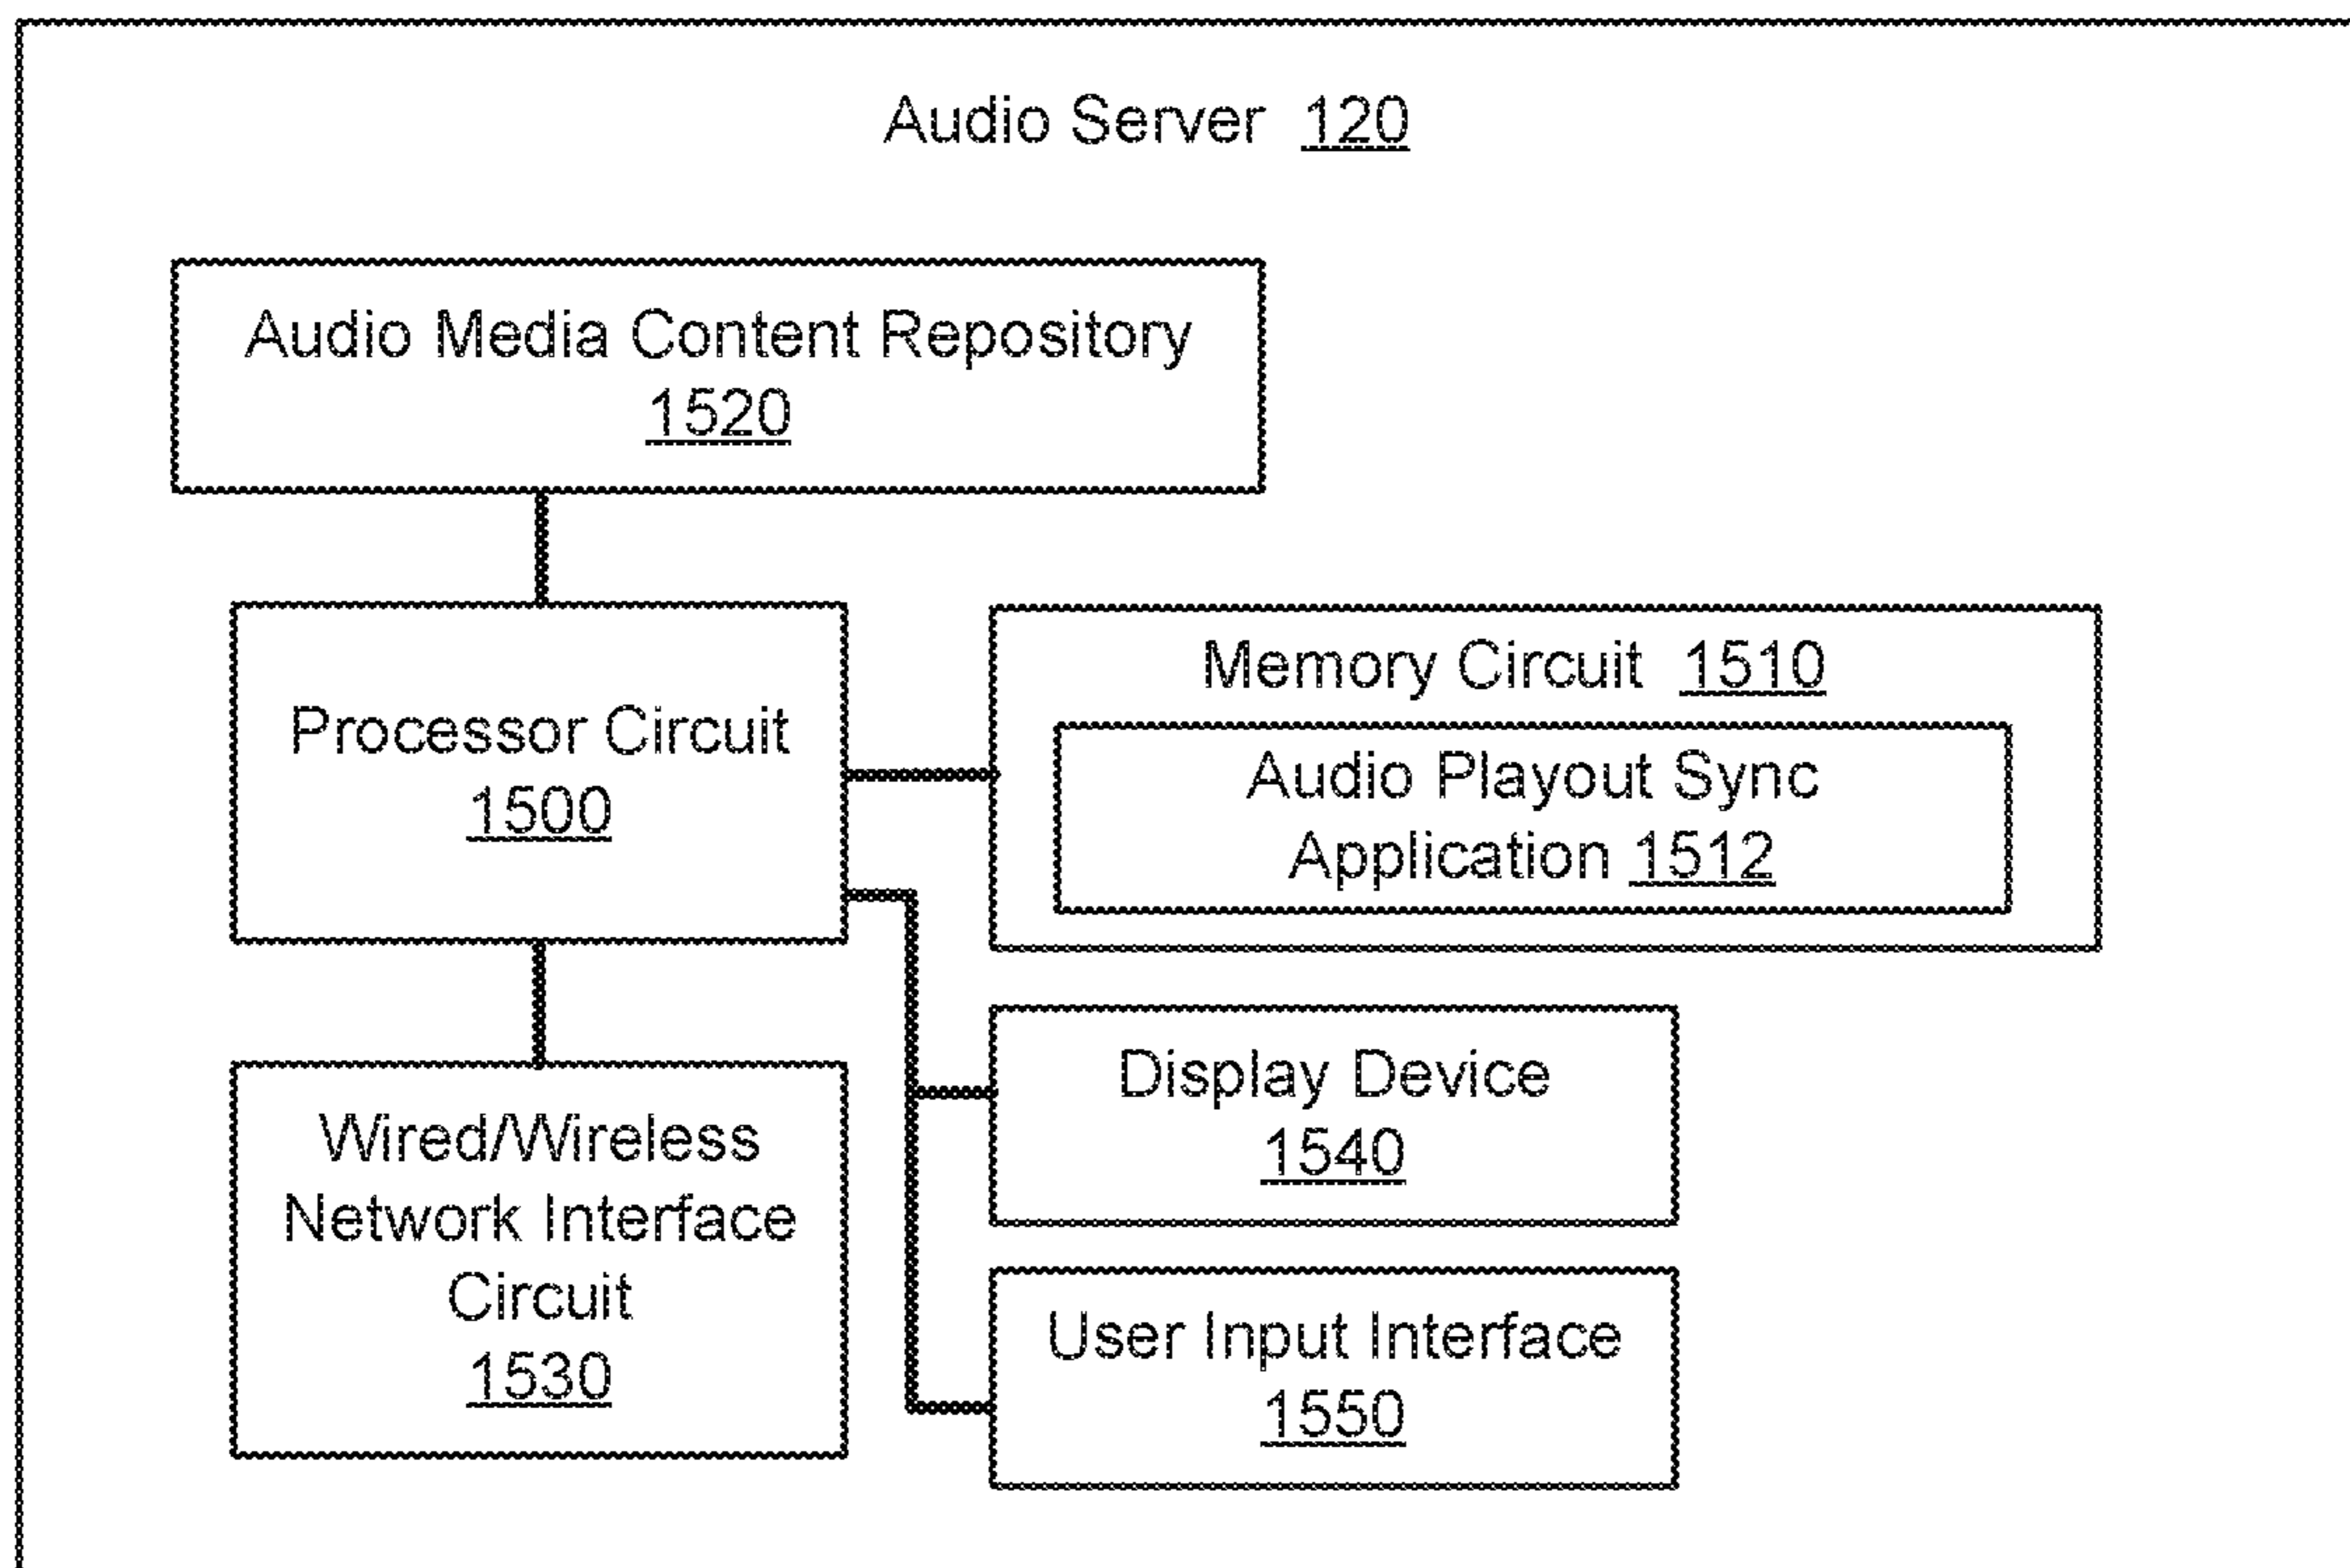 Audio Server 120
Audio Media Content Repository
1520
Processor Circuit
1500
Memory Circuit 1510
Audio Playout Sync
Application 1512
Wired/Wireless
Network Interface
Circuit
1530
Display Device
1540
User Input Interface
1550